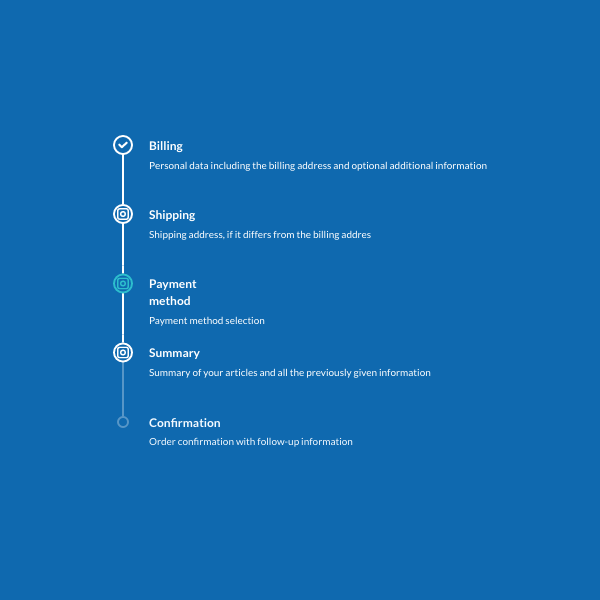 Billing
Personal data including the billing address and optional additional information
Shipping
Shipping address, if it differs from the billing addres
Payment
method
Payment method selection
Summary
Summary of your articles and all the previously given information
Confirmation
Order confirmation with follow-up information